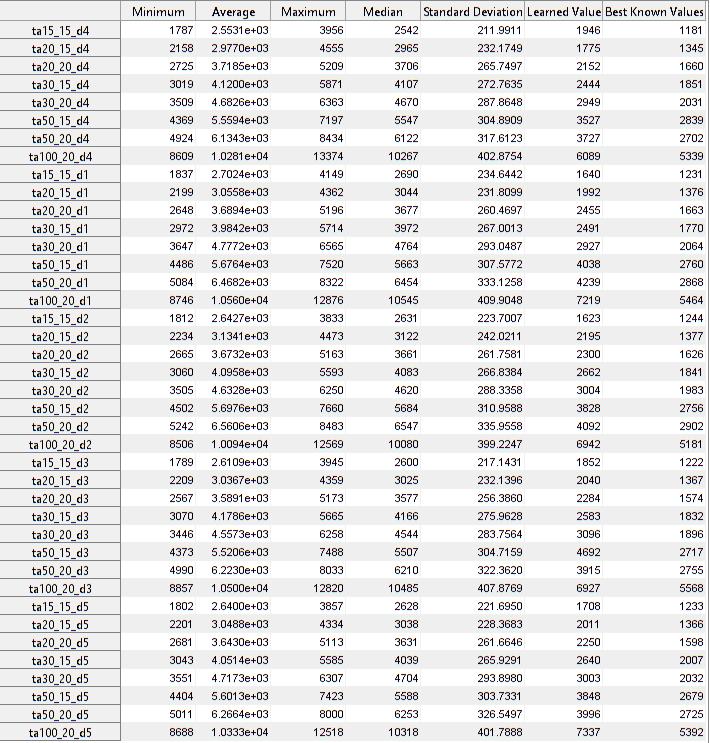 Minimum Average Maximum Median Standard Deviation Learned Value Best Known Values
ta15_15_d4 1787 2.5531e+03 3956 2542 211.9911 1946 1181
ta20_15_d4 2158 2.9770e+03 4555 2965 232.1749 1775 1345
ta20_20_d4 2725 3.7185e+03 5209 3706 265.7497 2152 1660
ta30_15_d4 3019 4.1200e+03 5871 4107 272.7635 2444 1851
ta30_20_d4 3509 4.6826e+03 6363 4670 287.8648 2949 2031
ta50_15_d4 4369 5.5594e+03 7197 5547 304.8909 3527 2839
ta50_20_d4 4924 6.1343e+03 8434 6122 317.6123 3727 2702
ta100_20_d4 8609 1.0281e+04 13374 10267 402.8754 6089 5339
ta15_15_d1 1837 2.7024e+03 4149 2690 234.6442 1640 1231
ta20_15_d1 2199 3.0558e+03 4362 3044 231.8099 1992 1376
ta20_20_d1 2648 3.6894e+03 5196 3677 260.4697 2455 1663
ta30_15_d1 2972 3.9842e+03 5714 3972 267.0013 2491 1770
ta30_20_d1 3647 4.7772e+03 6565 4764 293.0487 2927 2064
ta50_15_d1 4486 5.6764e+03 7520 5663 307.5772 4038 2760
ta50_20_d1 5084 6.4682e+03 8322 6454 333.1258 4239 2868
ta100_20_d1 8746 1.0560e+04 12876 10545 409.9048 7219 5464
ta15_15_d2 1812 2.6427e+03 3833 2631 223.7007 1623 1244
ta20_15_d2 2234 3.1341e+03 4473 3122 242.0211 2195 1377
ta20_20_d2 2665 3.6732e+03 5163 3661 261.7581 2300 1626
ta30_15_d2 3060 4.0958e+03 5593 4083 266.8384 2662 1841
ta30_20_d2 3505 4.6328e+03 6250 4620 288.3358 3004 1983
ta50_15_d2 4502 5.6976e+03 7660 5684 310.9588 3828 2756
ta50_20_d2 5242 6.5606e+03 8483 6547 335.9558 4092 2902
ta100_20_d2 8506 1.0094e+04 12569 10080 399.2247 6942 5181
ta15_15_d3 1789 2.6109e+03 3945 2600 217.1431 1852 1222
ta20_15_d3 2209 3.0367e+03 4359 3025 232.1396 2040 1367
ta20_20_d3 2567 3.5891e+03 5173 3577 256.3860 2284 1574
ta30_15_d3 3070 4.1786e+03 5665 4166 275.9628 2583 1832
ta30_20_d3 3446 4.5573e+03 6258 4544 283.7564 3096 1896
ta50_15_d3 4373 5.5206e+03 7488 5507 304.7159 4692 2717
ta50_20_d3 4990 6.2230e+03 8033 6210 322.3620 3915 2755
ta100_20_d3 8857 1.0500e+04 12820 10485 407.8769 6927 5568
ta15_15_d5 1802 2.6400e+03 3857 2628 221.6950 1708 1233
ta20_15_d5 2201 3.0488e+03 4334 3038 228.3683 2011 1366
ta20_20_d5 2681 3.6430e+03 5113 3631 261.6646 2250 1598
ta30_15_d5 3043 4.0514e+03 5585 4039 265.9291 2640 2007
ta30_20_d5 3551 4.7173e+03 6307 4704 293.8980 3003 2032
ta50_15_d5 4404 5.6013e+03 7423 5588 303.7331 3848 2679
ta50_20_d5 5011 6.2664e+03 8000 6253 326.5497 3996 2725
ta100_20_d5 8688 1.0333e+04 12518 10318 401.7888 7337 5392